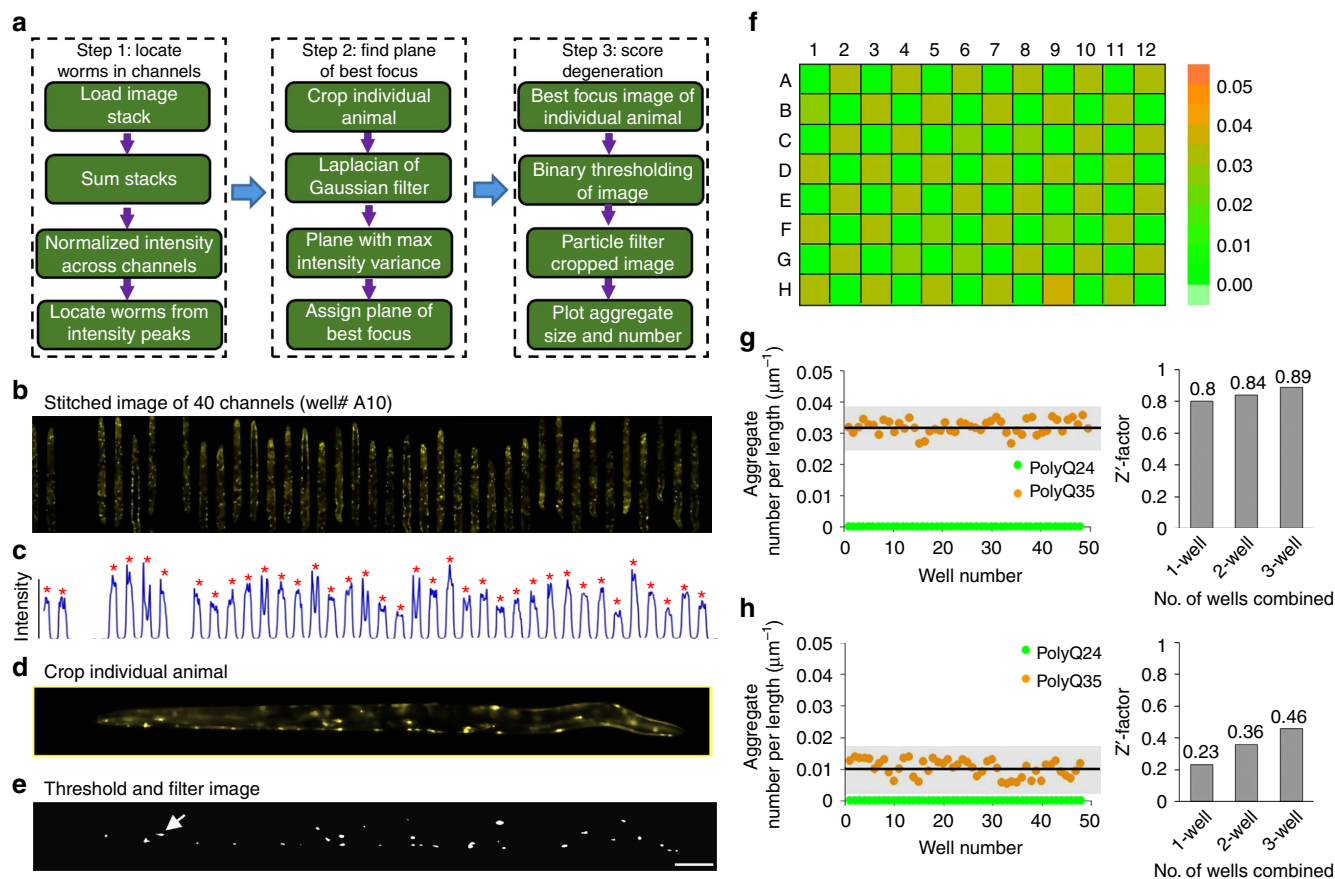 a
Step 1: locate
worms in channels
Load image
stack
Sum stacks
Normalized intensity
across channels
Locate worms from
intensity peaks
Step 2: find plane
of best focus
Crop individual
animal
Laplacian of
Gaussian filter
Plane with max
intensity variance
Assign plane of
best focus
Step 3: score
degeneration
Best focus image of
individual animal
Binary thresholding
of image
Particle filter
cropped image
Plot aggregate
size and number
b
Stitched image of 40 channels (well# A10)
c
Intensity
* * * * * * * * * * * * * * * * * * * * * * * * * * * * * * * * * * * * *
d
Crop individual animal
e
Threshold and filter image
f
1 2 3 4 5 6 7 8 9 10 11 12
A
B
C
D
E
F
G
H
0.05
0.04
0.03
0.02
0.01
0.00
g
Aggregate
number per length (μm⁻¹)
0.05
0.04
0.03
0.02
0.01
0
0 10 20 30 40 50
Well number
PolyQ24
PolyQ35
Z′-factor
1
0.8
0.6
0.4
0.2
0
0.8 0.84 0.89
1-well 2-well 3-well
No. of wells combined
h
Aggregate
number per length (μm⁻¹)
0.05
0.04
0.03
0.02
0.01
0
0 10 20 30 40 50
Well number
PolyQ24
PolyQ35
Z′-factor
1
0.8
0.6
0.4
0.2
0
0.23 0.36 0.46
1-well 2-well 3-well
No. of wells combined